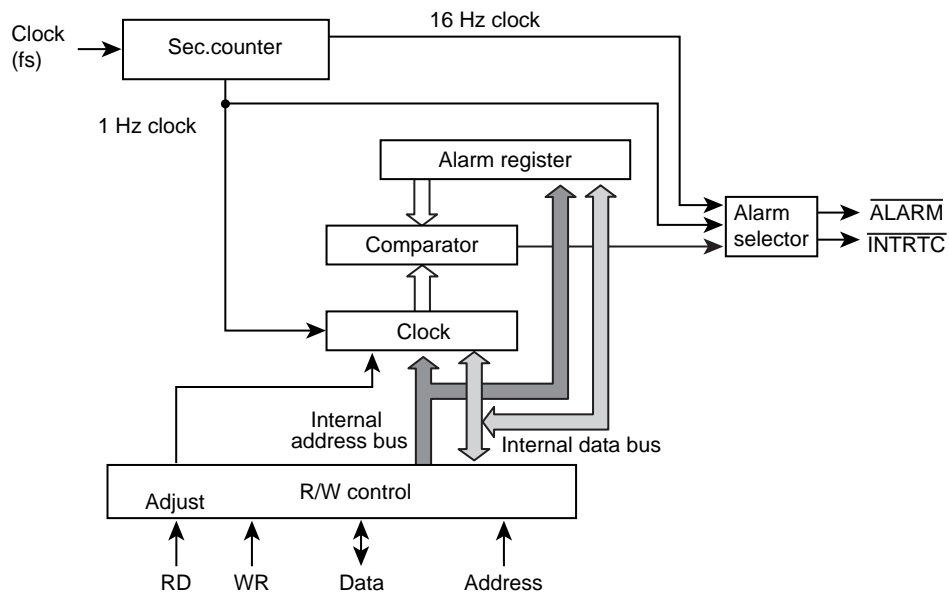 16 Hz clock
Clock
(fs)
Sec.counter
1 Hz clock
Alarm register
Alarm
selector
ALARM
INTRTC
Comparator
Clock
Internal
address bus
Internal data bus
R/W control
Adjust
RD
WR
Data
Address